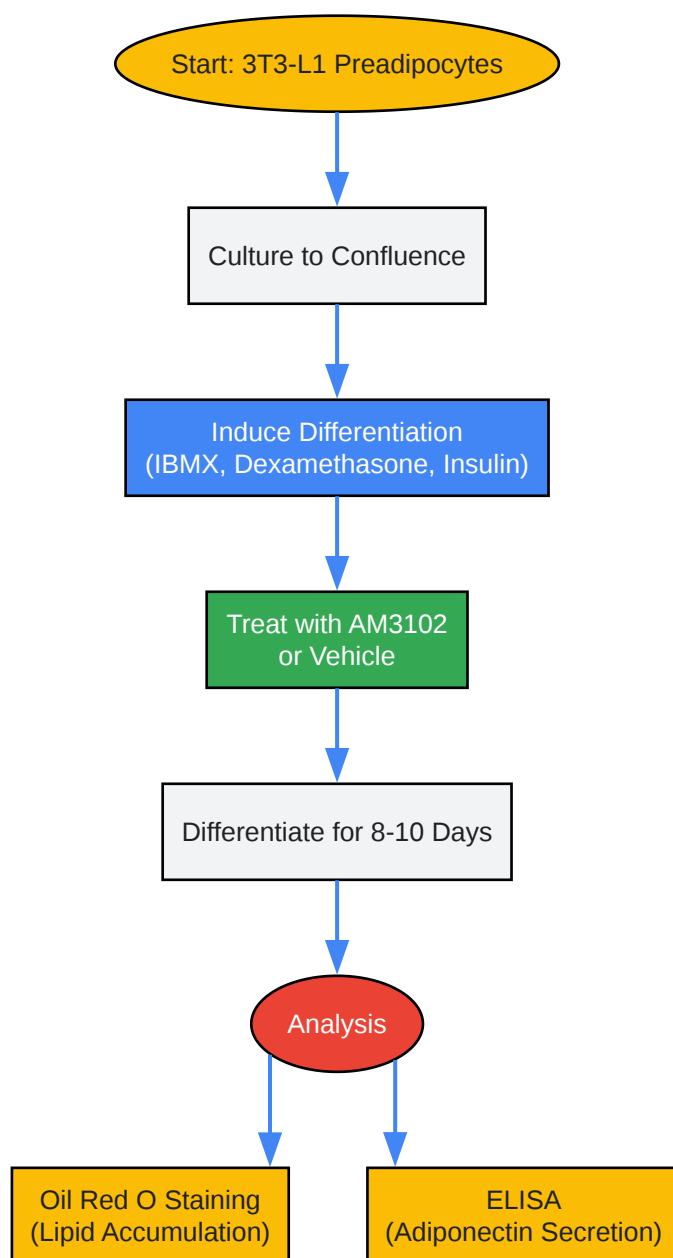 Start: 3T3-L1 Preadipocytes
Culture to Confluence
Induce Differentiation
(IBMX, Dexamethasone, Insulin)
Treat with AM3102
or Vehicle
Differentiate for 8-10 Days
Analysis
Oil Red O Staining
(Lipid Accumulation)
ELISA
(Adiponectin Secretion)